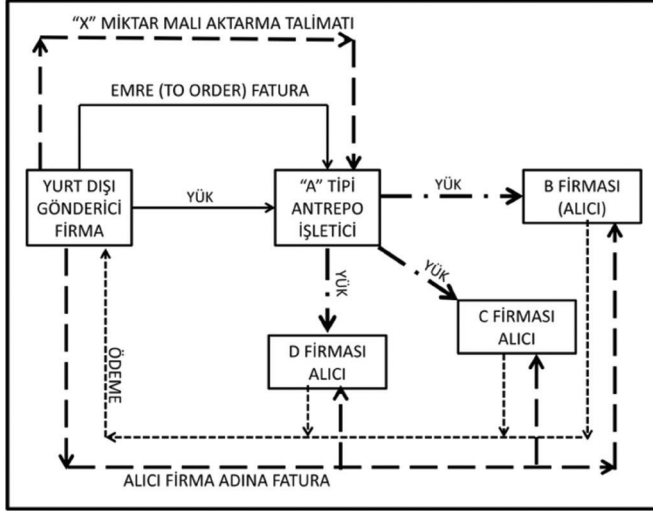 “X” MİKTAR MALI AKTARMA TALİMATI
EMRE (TO ORDER) FATURA
YURT DIŞI
GÖNDERİCİ
FİRMA
YÜK
“A” TİPİ
ANTREPO
İŞLETİCİ
YÜK
B FİRMASI
(ALICI)
YÜK
YÜK
C FİRMASI
ALICI
D FİRMASI
ALICI
ÖDEME
ALICI FİRMA ADINA FATURA